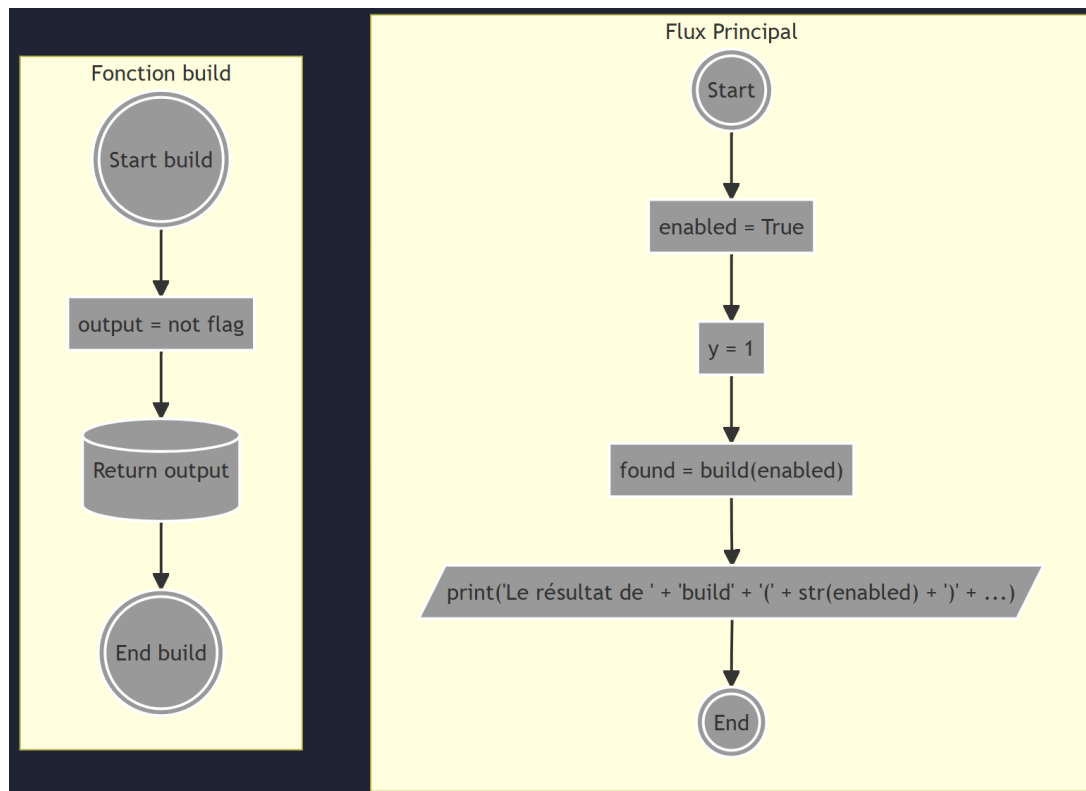 Fonction build
Start build
output = not flag
Return output
End build
Flux Principal
Start
enabled = True
y = 1
found = build(enabled)
print('Le résultat de ' + 'build' + '(' + str(enabled) + ')' + ...)
End